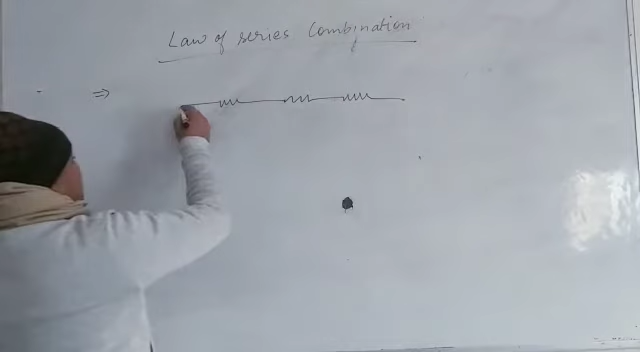 Law of series Combination
⇒